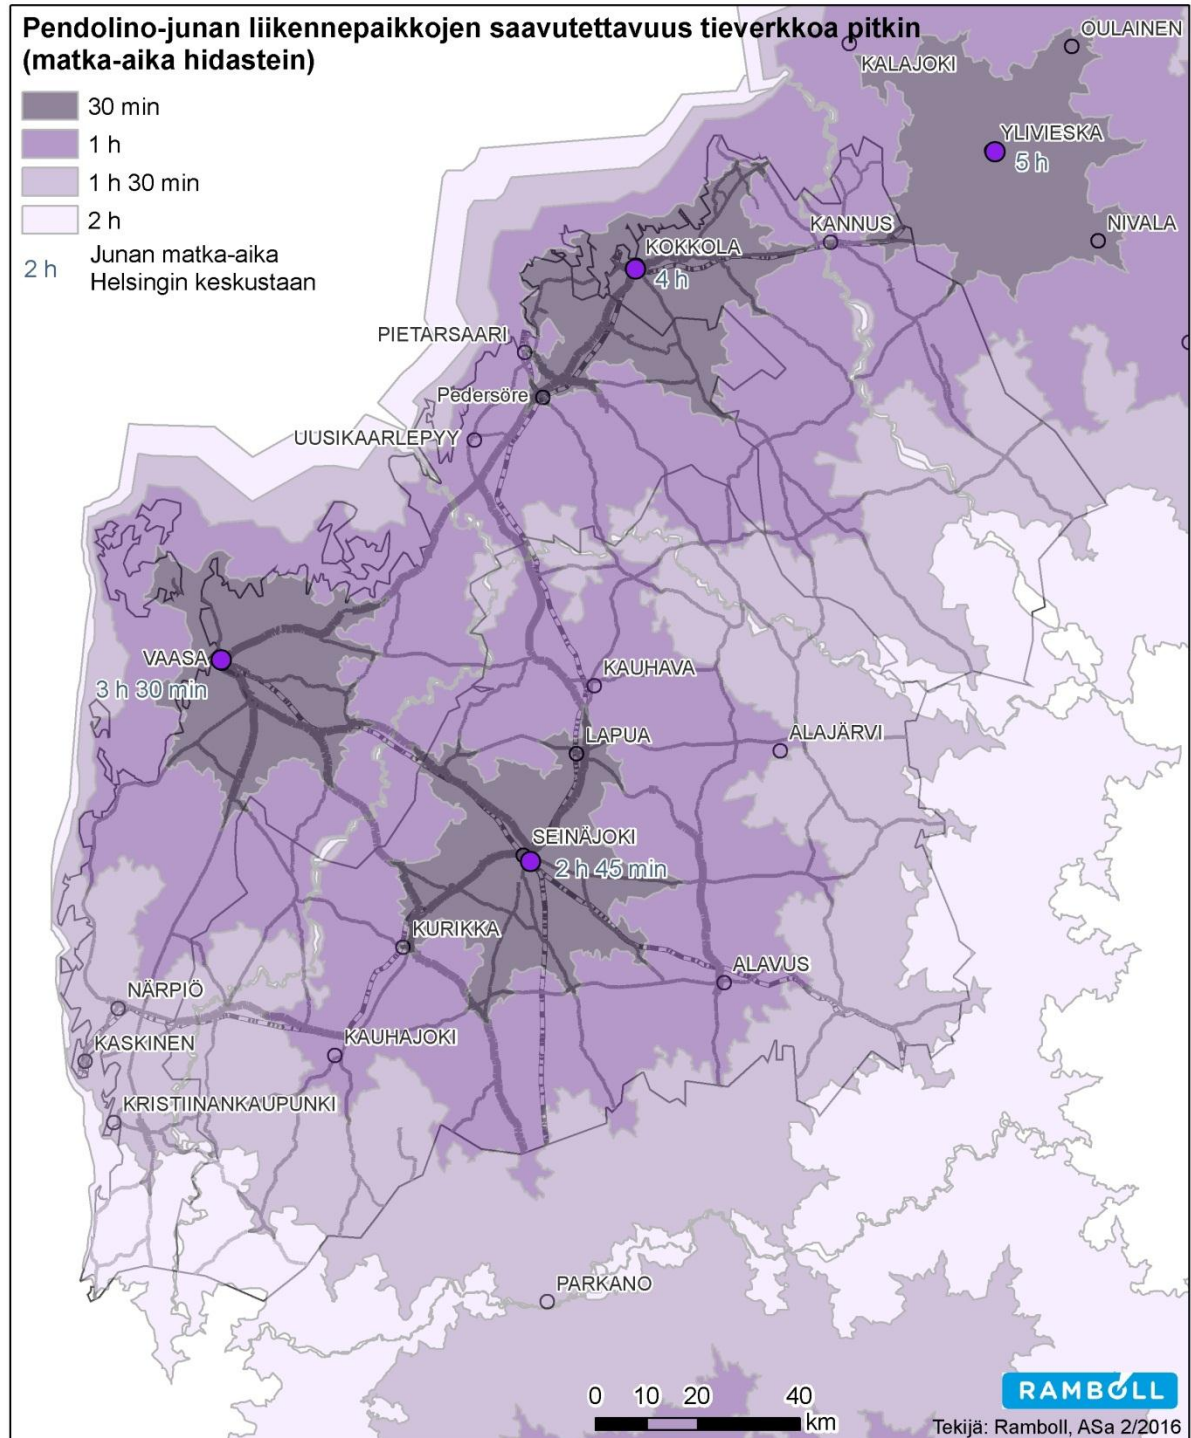 Pendolino-junan liikennepaikkojen saavutettavuus tieverkkoa pitkin
(matka-aika hidastein)
30 min
1 h
1 h 30 min
2 h
2 h Junan matka-aika
Helsingin keskustaan
OULAINEN
KALAJOKI
YLIVIESKA
5 h
NIVALA
KANNUS
KOKKOLA
4 h
PIETARSAARI
Pedersöre
UUSIKAARLEPYY
VAASA
3 h 30 min
KAUHAVA
LAPUA
ALAJÄRVI
SEINÄJOKI
2 h 45 min
KURIKKA
ALAVUS
NÄRPIÖ
KASKINEN
KAUHAJOKI
KRISTIINANKAUPUNKI
PARKANO
0 10 20 40
km
RAMBOLL
Tekijä: Ramboll, ASa 2/2016